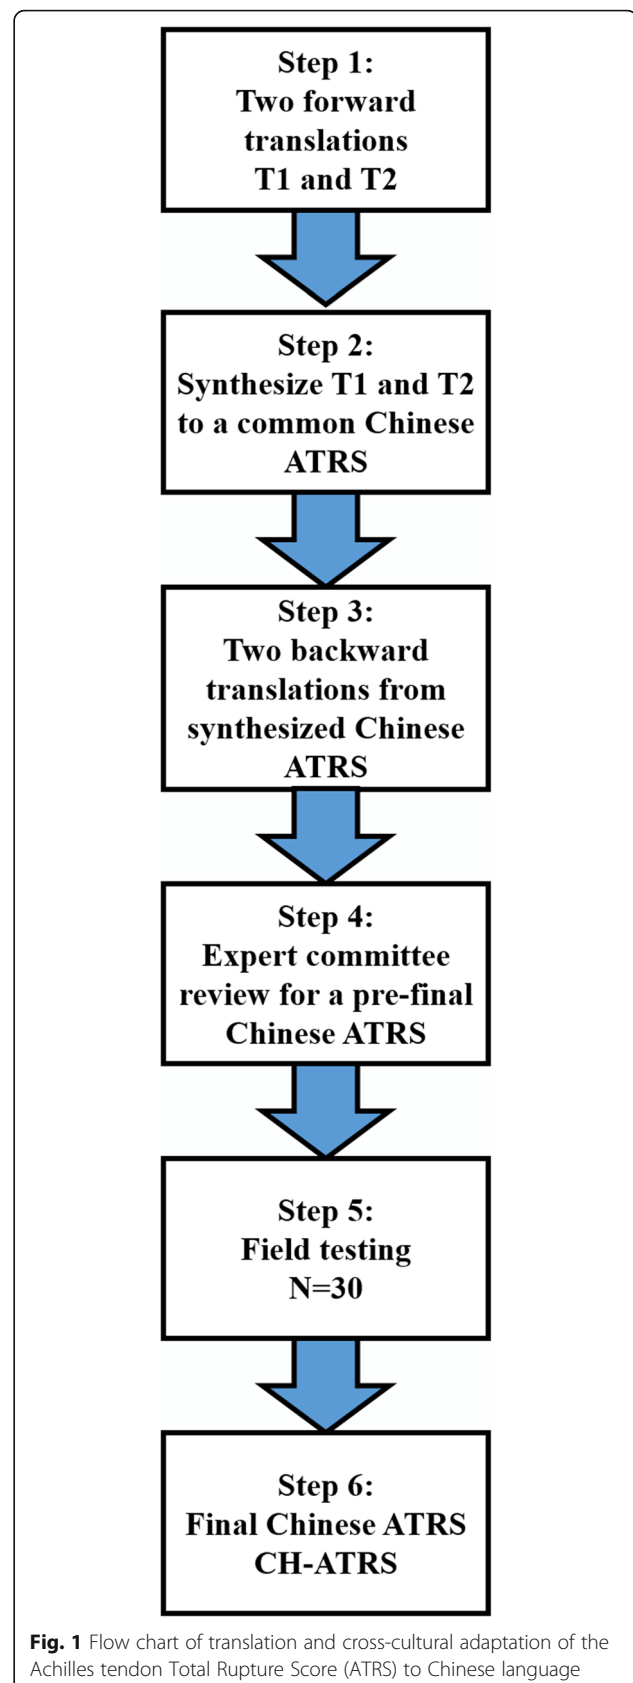 Step 1:
Two forward
translations
T1 and T2
Step 2:
Synthesize T1 and T2
to a common Chinese
ATRS
Step 3:
Two backward
translations from
synthesized Chinese
ATRS
Step 4:
Expert committee
review for a pre-final
Chinese ATRS
Step 5:
Field testing
N=30
Step 6:
Final Chinese ATRS
CH-ATRS
Fig. 1 Flow chart of translation and cross-cultural adaptation of the
Achilles tendon Total Rupture Score (ATRS) to Chinese language